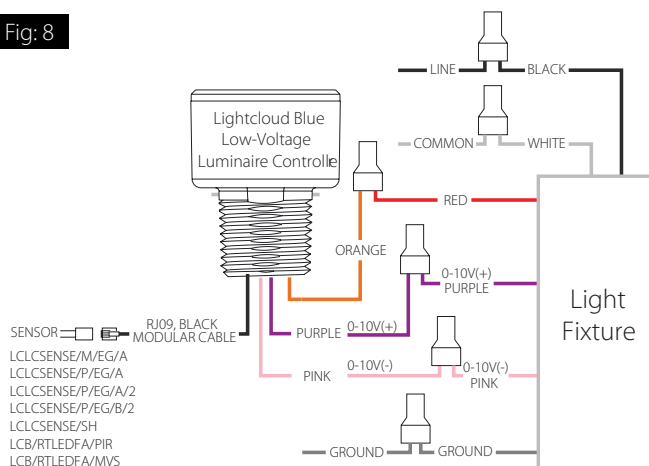 Fig: 8
LINE
BLACK
COMMON
WHITE
Lightcloud Blue
Low-Voltage
Luminaire Controller
RED
ORANGE
0-10V(+)
PURPLE
Light
Fixture
SENSOR
RJ09, BLACK
MODULAR CABLE
PURPLE
0-10V(+)
PINK
0-10V(-)
0-10V(-)
PINK
LCLCSENSE/M/EG/A
LCLCSENSE/P/EG/A
LCLCSENSE/P/EG/A/2
LCLCSENSE/P/EG/B/2
LCLCSENSE/SH
LCB/RTLEDFA/PIR
LCB/RTLEDFA/MVS
GROUND
GROUND